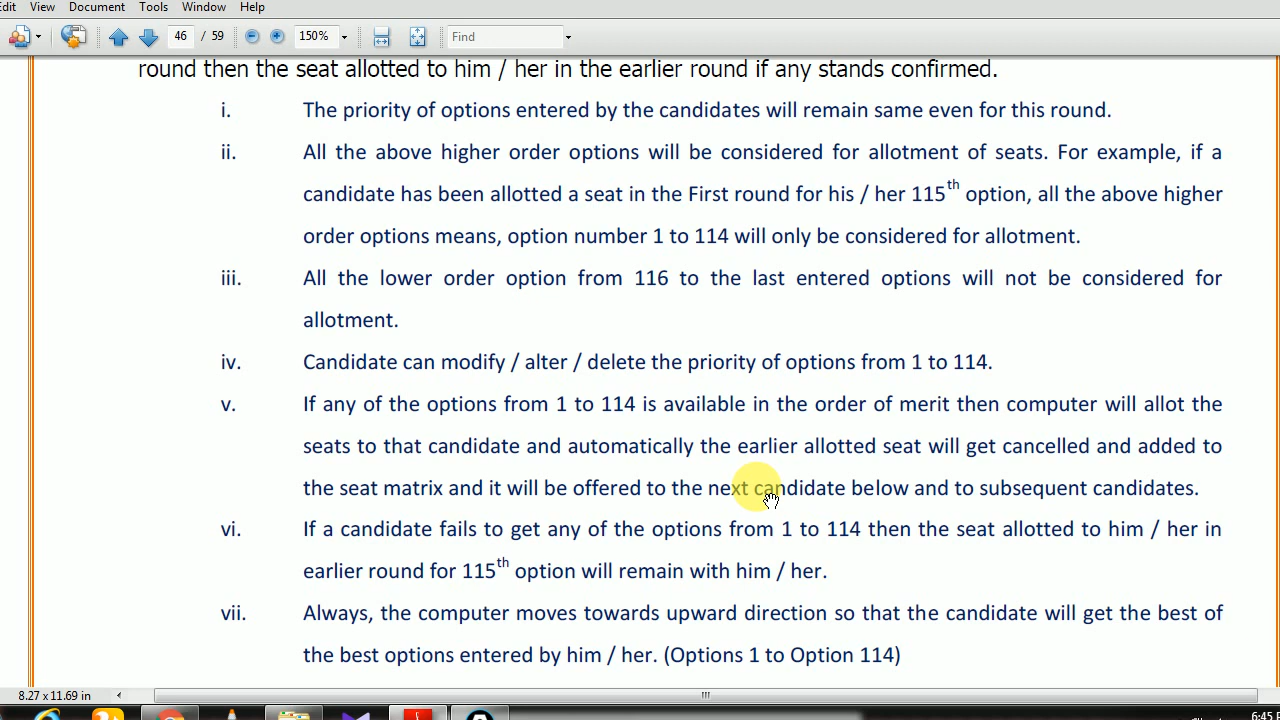 Edit View Document Tools Window Help
46 / 59 150% Find
round then the seat allotted to him / her in the earlier round if any stands confirmed.
i. The priority of options entered by the candidates will remain same even for this round.
ii. All the above higher order options will be considered for allotment of seats. For example, if a
candidate has been allotted a seat in the First round for his / her 115th option, all the above higher
order options means, option number 1 to 114 will only be considered for allotment.
iii. All the lower order option from 116 to the last entered options will not be considered for
allotment.
iv. Candidate can modify / alter / delete the priority of options from 1 to 114.
v. If any of the options from 1 to 114 is available in the order of merit then computer will allot the
seats to that candidate and automatically the earlier allotted seat will get cancelled and added to
the seat matrix and it will be offered to the next candidate below and to subsequent candidates.
vi. If a candidate fails to get any of the options from 1 to 114 then the seat allotted to him / her in
earlier round for 115th option will remain with him / her.
vii. Always, the computer moves towards upward direction so that the candidate will get the best of
the best options entered by him / her. (Options 1 to Option 114)
8.27 x 11.69 in
6:45